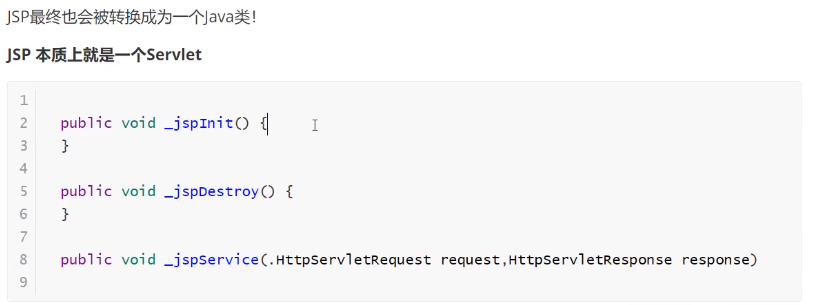 JSP最终也会被转换成为一个Java类！
JSP 本质上就是一个Servlet
1
2 public void _jspInit() {
3 }
4
5 public void _jspDestroy() {
6 }
7
8 public void _jspService(.HttpServletRequest request,HttpServletResponse response)
9